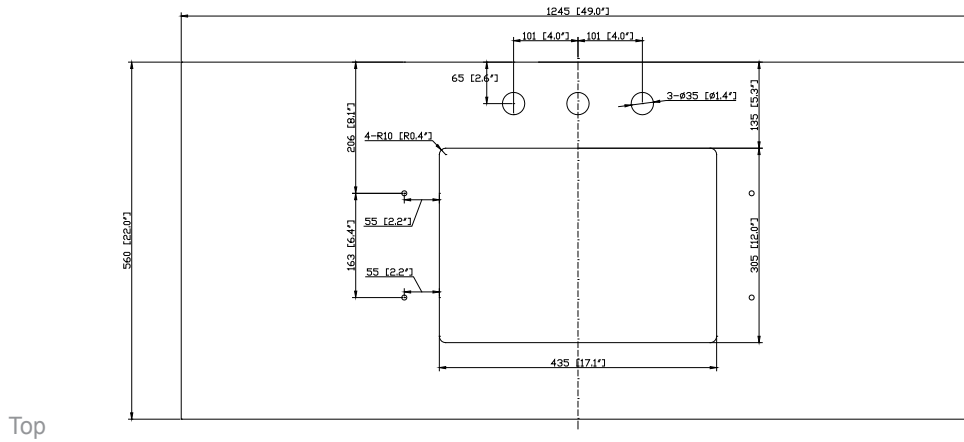 1245 [49.0"]
101 [4.0"] 101 [4.0"]
65 [2.6"]
3-ø35 [ø1.4"]
135 [5.3"]
206 [8.1"]
4-R10 [R0.4"]
55 [2.2"]
560 [22.0"]
163 [6.4"]
305 [12.0"]
55 [2.2"]
435 [17.1"]
Top